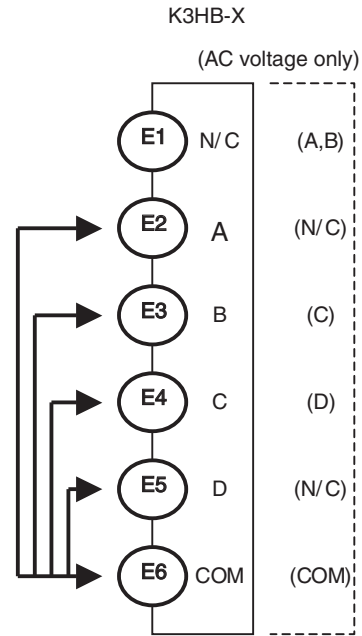 K3HB-X
(AC voltage only)
E1 N/C (A,B)
E2 A (N/C)
E3 B (C)
E4 C (D)
E5 D (N/C)
E6 COM (COM)